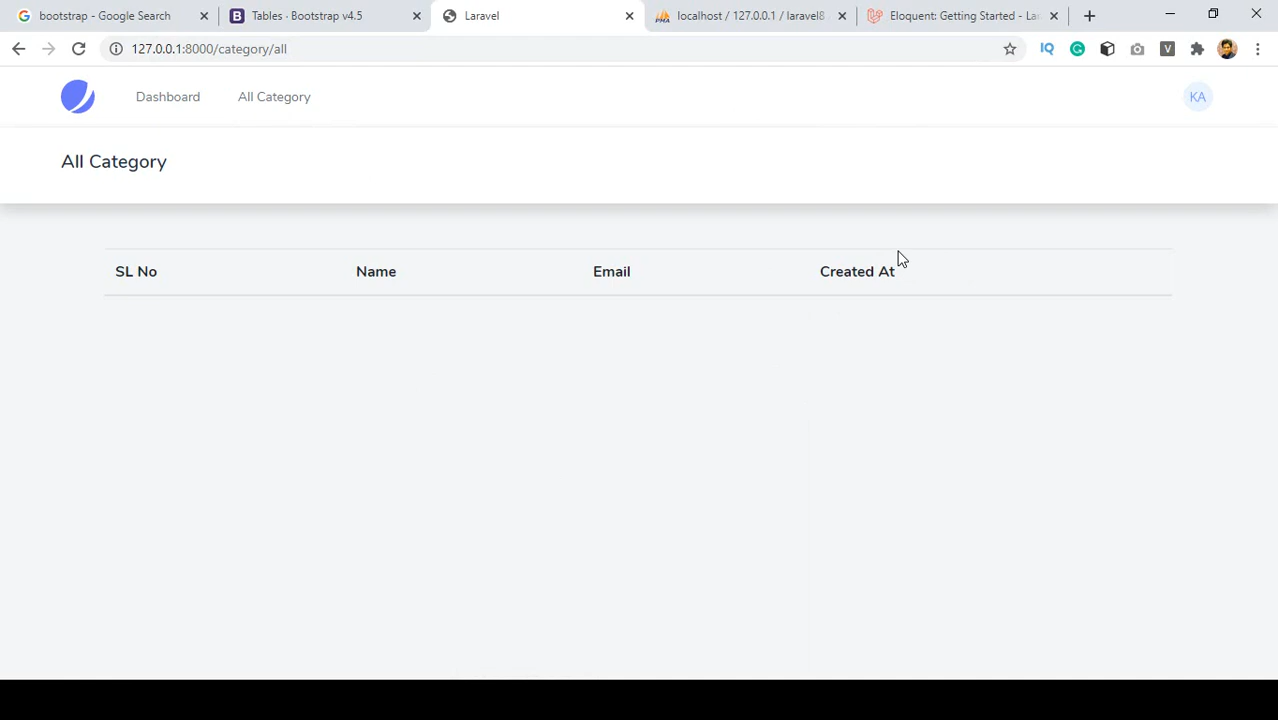 bootstrap - Google Search
Tables · Bootstrap v4.5
Laravel
localhost / 127.0.0.1 / laravel8
Eloquent: Getting Started - La
127.0.0.1:8000/category/all
IQ
V
Dashboard
All Category
KA
All Category
SL No
Name
Email
Created At